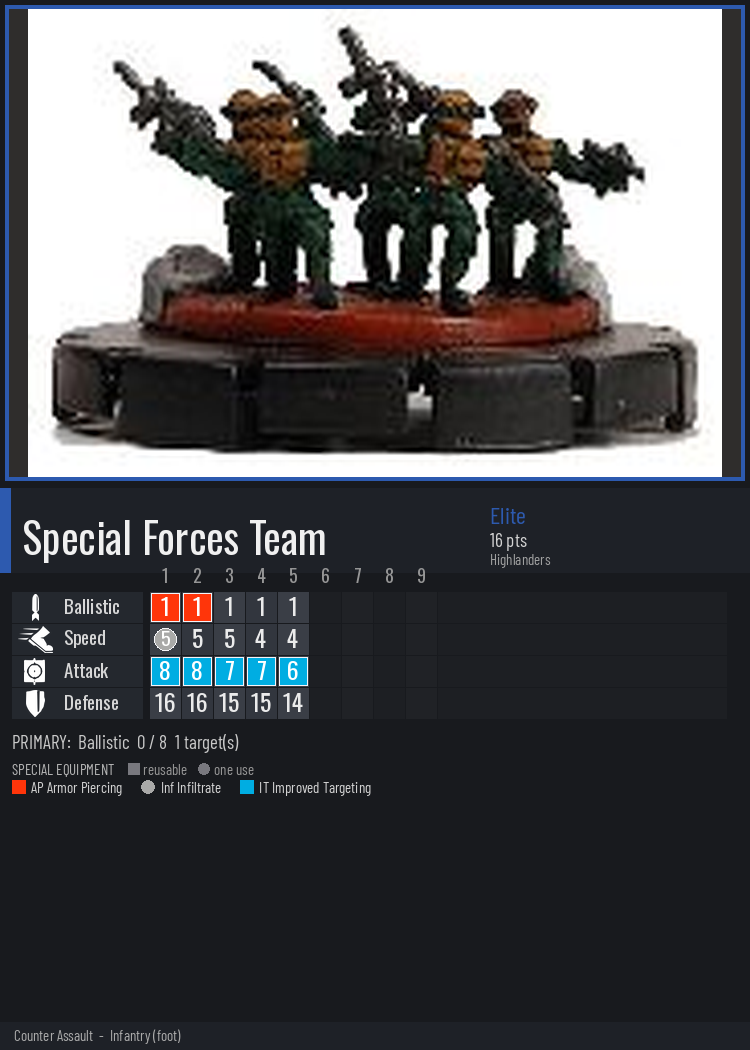 Special Forces Team
Elite
16 pts
Highlanders
1 2 3 4 5 6 7 8 9
Ballistic 1 1 1 1 1
Speed 5 5 5 4 4
Attack 8 8 7 7 6
Defense 16 16 15 15 14
PRIMARY: Ballistic 0 / 8 1 target(s)
SPECIAL EQUIPMENT reusable one use
AP Armor Piercing Inf Infiltrate IT Improved Targeting
Counter Assault - Infantry (foot)